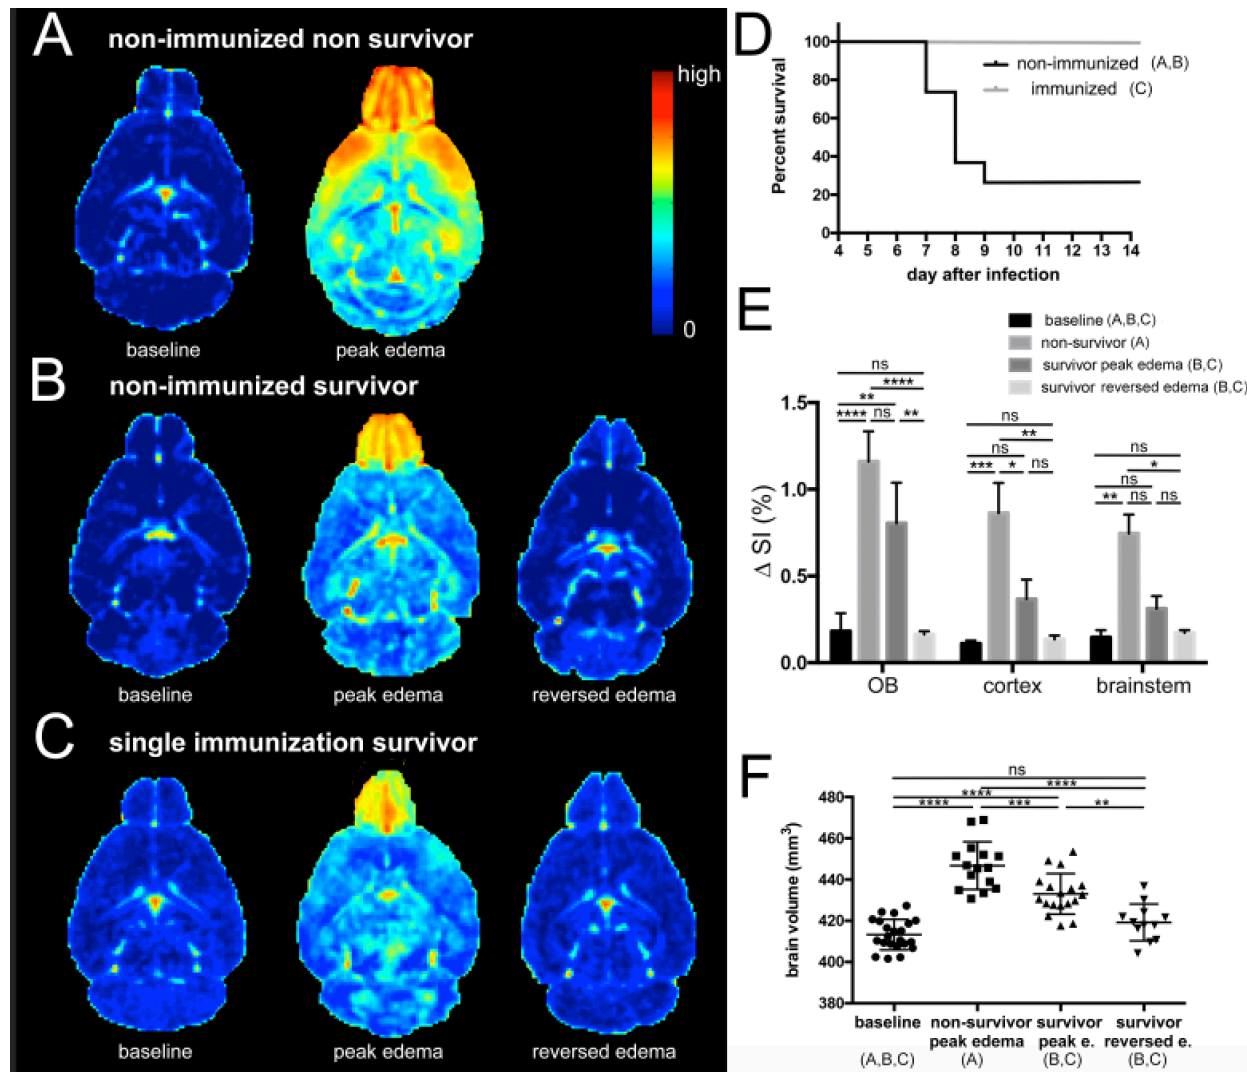 A
non-immunized non survivor
high
0
baseline
peak edema
B
non-immunized survivor
baseline
peak edema
reversed edema
C
single immunization survivor
baseline
peak edema
reversed edema
D
Percent survival
100
80
60
40
20
0
non-immunized (A,B)
immunized (C)
4 5 6 7 8 9 10 11 12 13 14
day after infection
E
baseline (A,B,C)
non-survivor (A)
survivor peak edema (B,C)
survivor reversed edema (B,C)
Δ SI (%)
1.5
1.0
0.5
0.0
ns
****
**
**** ns **
ns
**
ns
*** * ns
ns
*
ns
** ns ns
OB cortex brainstem
F
brain volume (mm³)
480
460
440
420
400
380
ns
****
****
**** *** **
baseline non-survivor survivor survivor
peak edema peak e. reversed e.
(A,B,C) (A) (B,C) (B,C)